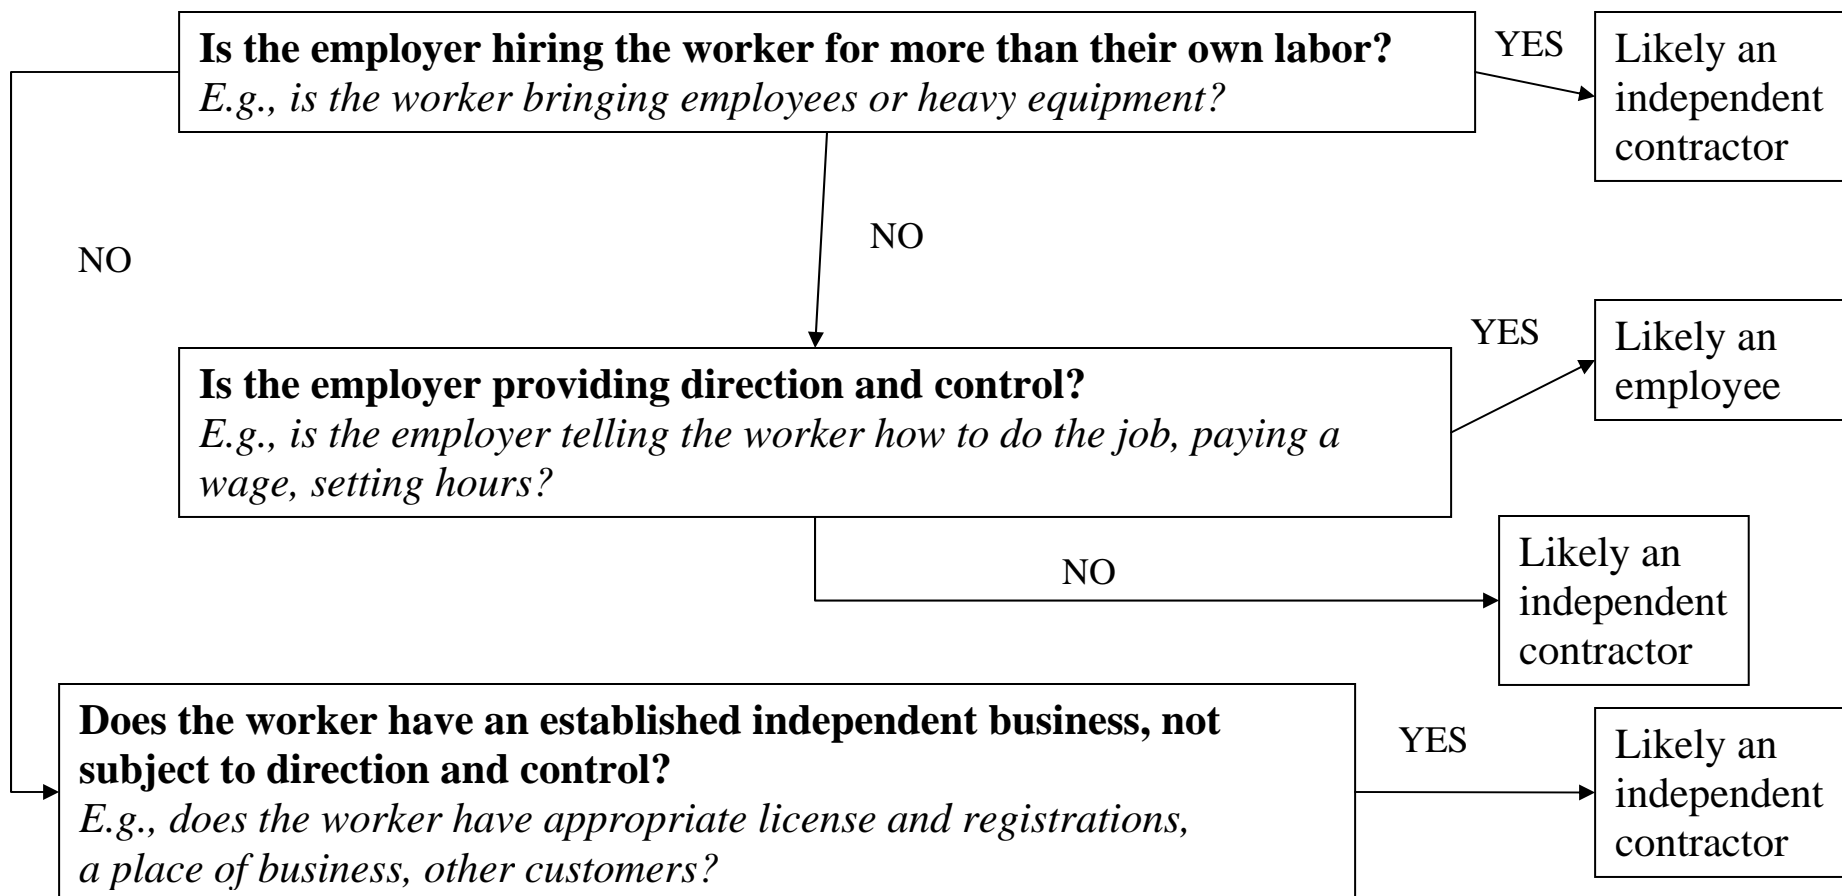 Is the employer hiring the worker for more than their own labor?
E.g., is the worker bringing employees or heavy equipment?
YES
Likely an
independent
contractor
NO
NO
Is the employer providing direction and control?
E.g., is the employer telling the worker how to do the job, paying a
wage, setting hours?
YES
Likely an
employee
NO
Likely an
independent
contractor
Does the worker have an established independent business, not
subject to direction and control?
E.g., does the worker have appropriate license and registrations,
a place of business, other customers?
YES
Likely an
independent
contractor